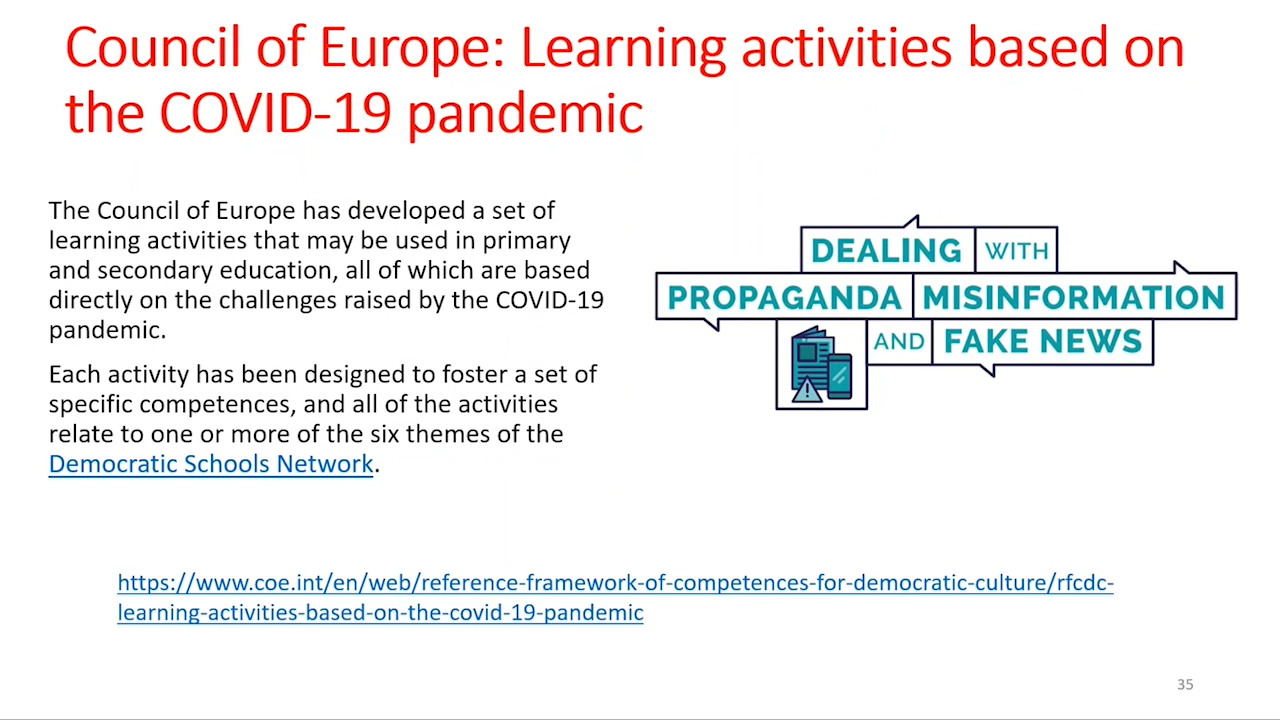 Council of Europe: Learning activities based on
the COVID-19 pandemic
The Council of Europe has developed a set of
learning activities that may be used in primary
and secondary education, all of which are based
directly on the challenges raised by the COVID-19
pandemic.
Each activity has been designed to foster a set of
specific competences, and all of the activities
relate to one or more of the six themes of the
Democratic Schools Network.
DEALING WITH
PROPAGANDA MISINFORMATION
AND FAKE NEWS
https://www.coe.int/en/web/reference-framework-of-competences-for-democratic-culture/rfcdc-
learning-activities-based-on-the-covid-19-pandemic
35